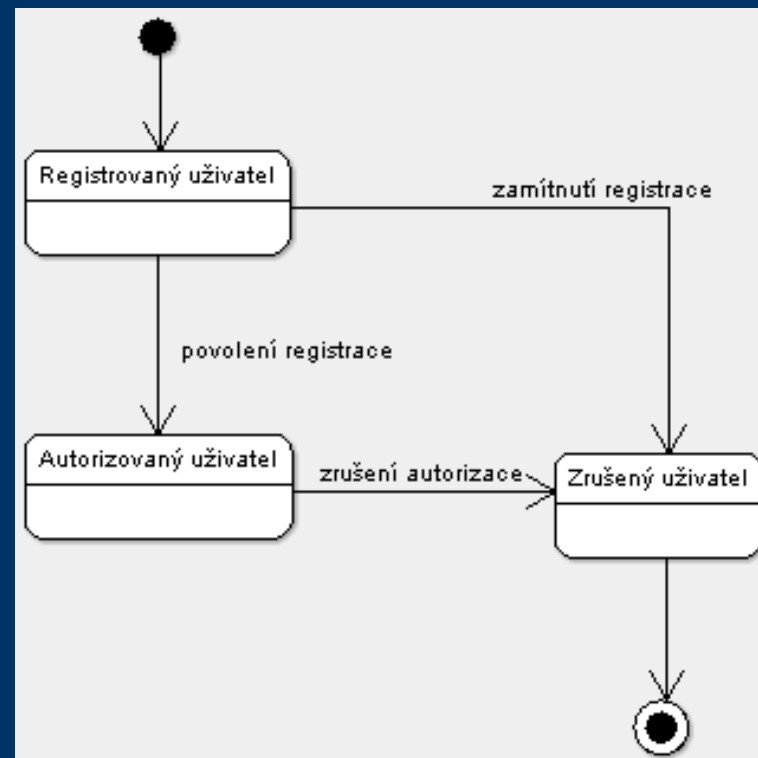 Registrovaný uživatel
zamítnutí registrace
povolení registrace
Autorizovaný uživatel
zrušení autorizace
Zrušený uživatel